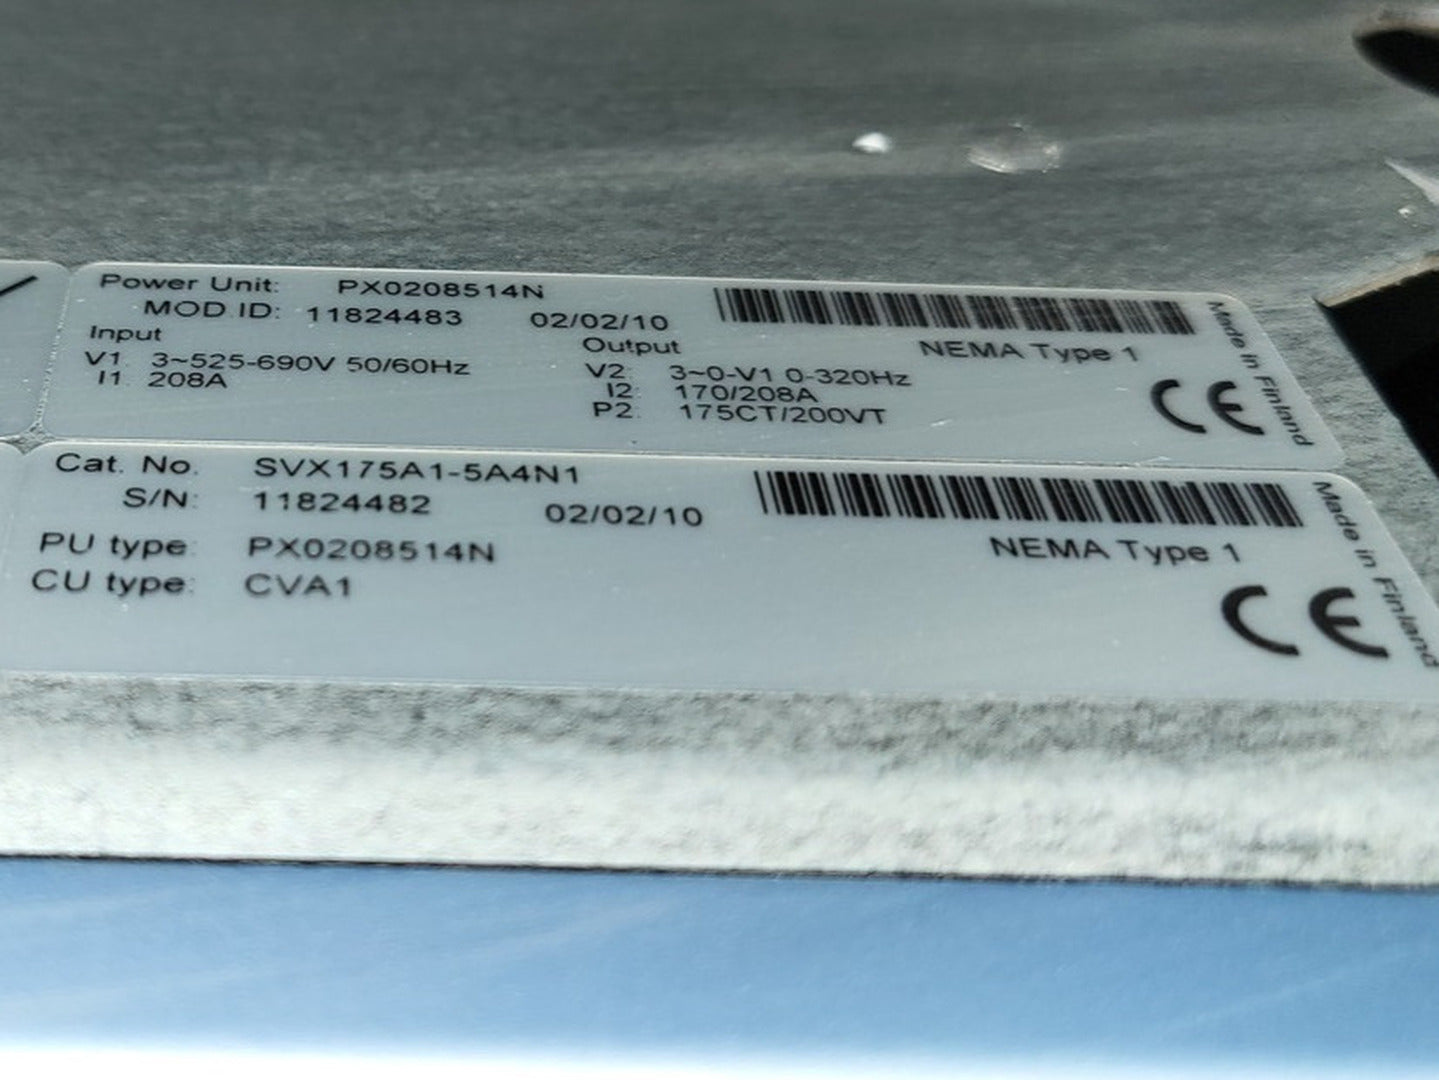 Power Unit: PX0208514N
MOD ID: 11824483 02/02/10
Input Output NEMA Type 1
V1: 3~525-690V 50/60Hz V2: 3~0-V1 0-320Hz
I1: 208A I2: 170/208A
P2: 175CT/200VT
CE
Made in Finland
Cat. No. SVX175A1-5A4N1
S/N: 11824482 02/02/10
PU type: PX0208514N NEMA Type 1
CU type: CVA1
CE
Made in Finland